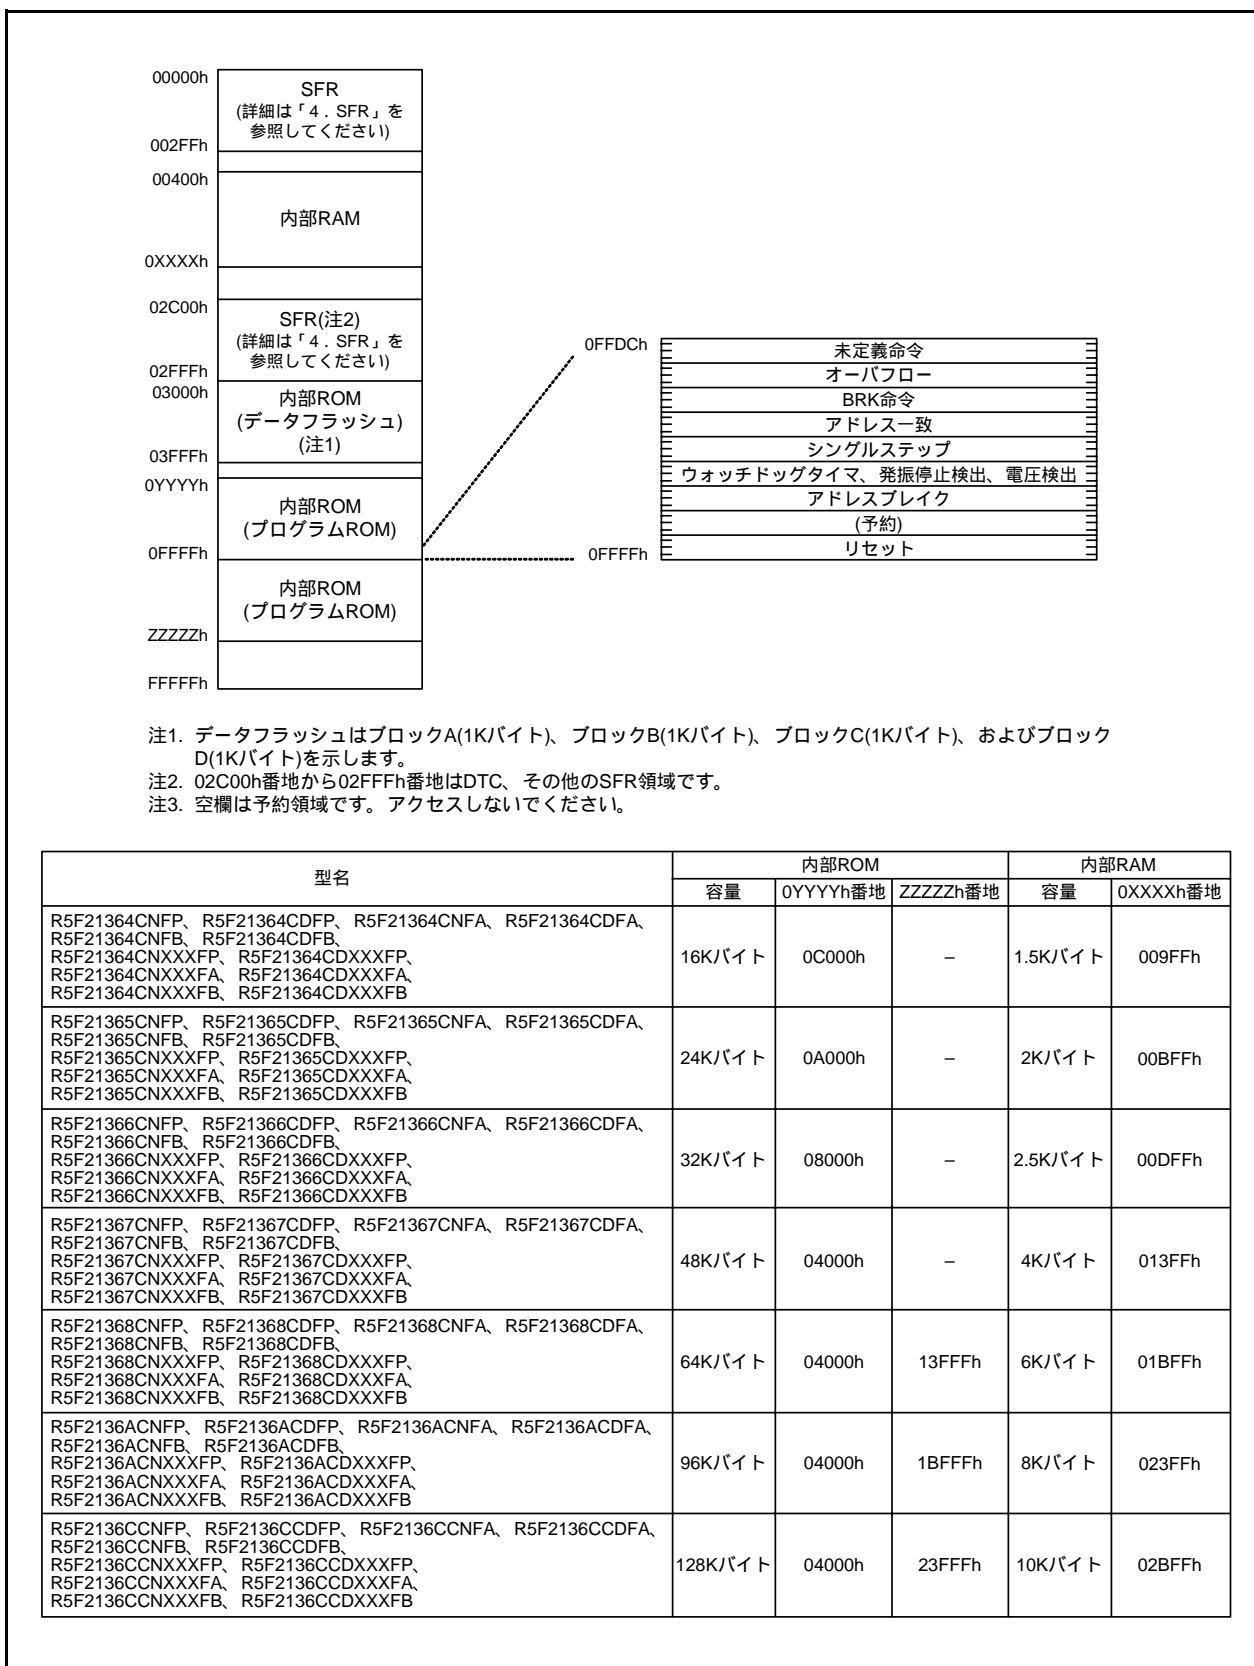 00000h
SFR
(詳細は「4．SFR」を
参照してください)
002FFh
00400h
内部RAM
0XXXXh
02C00h
SFR(注2)
(詳細は「4．SFR」を
参照してください)
02FFFh
03000h
内部ROM
(データフラッシュ)
(注1)
03FFFh
0YYYYh
内部ROM
(プログラムROM)
0FFFFh
内部ROM
(プログラムROM)
ZZZZZh
FFFFFh
0FFDCh
未定義命令
オーバフロー
BRK命令
アドレス一致
シングルステップ
ウォッチドッグタイマ、発振停止検出、電圧検出
アドレスブレイク
(予約)
リセット
0FFFFh
注1. データフラッシュはブロックA(1Kバイト)、ブロックB(1Kバイト)、ブロックC(1Kバイト)、およびブロック
D(1Kバイト)を示します。
注2. 02C00h番地から02FFFh番地はDTC、その他のSFR領域です。
注3. 空欄は予約領域です。アクセスしないでください。
型名 内部ROM 内部RAM
容量 0YYYYh番地 ZZZZZh番地 容量 0XXXXh番地
R5F21364CNFP、R5F21364CDFP、R5F21364CNFA、R5F21364CDFA、
R5F21364CNFB、R5F21364CDFB、
R5F21364CNXXXFP、R5F21364CDXXXFP、
R5F21364CNXXXFA、R5F21364CDXXXFA、
R5F21364CNXXXFB、R5F21364CDXXXFB
16Kバイト 0C000h – 1.5Kバイト 009FFh
R5F21365CNFP、R5F21365CDFP、R5F21365CNFA、R5F21365CDFA、
R5F21365CNFB、R5F21365CDFB、
R5F21365CNXXXFP、R5F21365CDXXXFP、
R5F21365CNXXXFA、R5F21365CDXXXFA、
R5F21365CNXXXFB、R5F21365CDXXXFB
24Kバイト 0A000h – 2Kバイト 00BFFh
R5F21366CNFP、R5F21366CDFP、R5F21366CNFA、R5F21366CDFA、
R5F21366CNFB、R5F21366CDFB、
R5F21366CNXXXFP、R5F21366CDXXXFP、
R5F21366CNXXXFA、R5F21366CDXXXFA、
R5F21366CNXXXFB、R5F21366CDXXXFB
32Kバイト 08000h – 2.5Kバイト 00DFFh
R5F21367CNFP、R5F21367CDFP、R5F21367CNFA、R5F21367CDFA、
R5F21367CNFB、R5F21367CDFB、
R5F21367CNXXXFP、R5F21367CDXXXFP、
R5F21367CNXXXFA、R5F21367CDXXXFA、
R5F21367CNXXXFB、R5F21367CDXXXFB
48Kバイト 04000h – 4Kバイト 013FFh
R5F21368CNFP、R5F21368CDFP、R5F21368CNFA、R5F21368CDFA、
R5F21368CNFB、R5F21368CDFB、
R5F21368CNXXXFP、R5F21368CDXXXFP、
R5F21368CNXXXFA、R5F21368CDXXXFA、
R5F21368CNXXXFB、R5F21368CDXXXFB
64Kバイト 04000h 13FFFh 6Kバイト 01BFFh
R5F2136ACNFP、R5F2136ACDFP、R5F2136ACNFA、R5F2136ACDFA、
R5F2136ACNFB、R5F2136ACDFB、
R5F2136ACNXXXFP、R5F2136ACDXXXFP、
R5F2136ACNXXXFA、R5F2136ACDXXXFA、
R5F2136ACNXXXFB、R5F2136ACDXXXFB
96Kバイト 04000h 1BFFFh 8Kバイト 023FFh
R5F2136CCNFP、R5F2136CCDFP、R5F2136CCNFA、R5F2136CCDFA、
R5F2136CCNFB、R5F2136CCDFB、
R5F2136CCNXXXFP、R5F2136CCDXXXFP、
R5F2136CCNXXXFA、R5F2136CCDXXXFA、
R5F2136CCNXXXFB、R5F2136CCDXXXFB
128Kバイト 04000h 23FFFh 10Kバイト 02BFFh